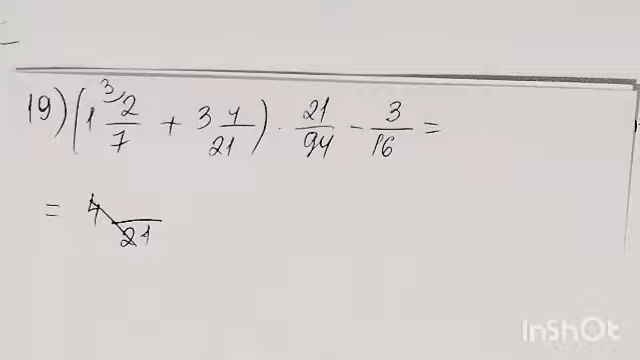 19) (1 2/7 3⌣ + 3 1/21) · 21/94 - 3/16 =
= 4 /21
InShOt